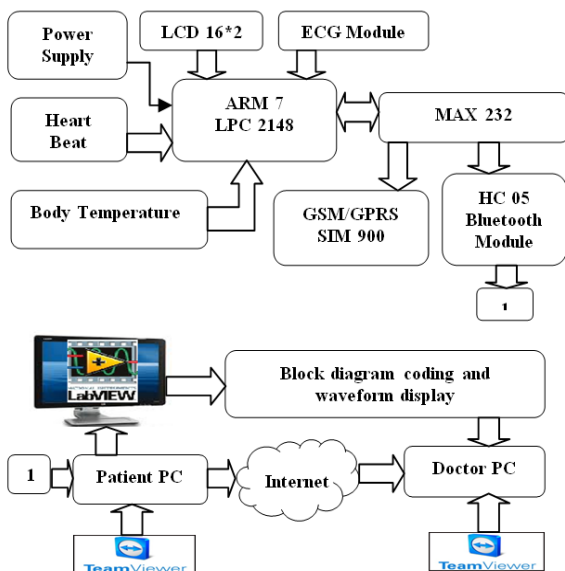 Power
Supply
LCD 16*2
ECG Module
ARM 7
LPC 2148
MAX 232
Heart
Beat
Body Temperature
GSM/GPRS
SIM 900
HC 05
Bluetooth
Module
1
LabVIEW
Block diagram coding and
waveform display
1
Patient PC
Internet
Doctor PC
TeamViewer
TeamViewer